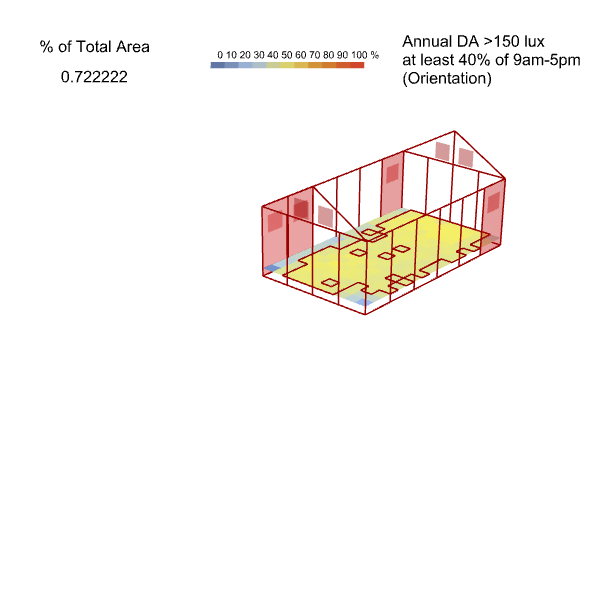 % of Total Area
0.722222
0 10 20 30 40 50 60 70 80 90 100 %
Annual DA >150 lux
at least 40% of 9am-5pm
(Orientation)